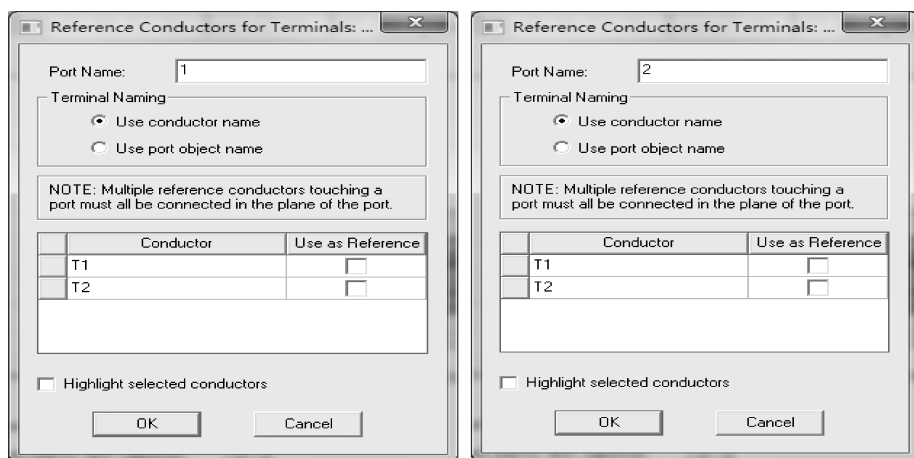 Reference Conductors for Terminals: ...
Port Name: 1
Terminal Naming
Use conductor name
Use port object name
NOTE: Multiple reference conductors touching a
port must all be connected in the plane of the port.
Conductor Use as Reference
T1
T2
Highlight selected conductors
OK Cancel
Reference Conductors for Terminals: ...
Port Name: 2
Terminal Naming
Use conductor name
Use port object name
NOTE: Multiple reference conductors touching a
port must all be connected in the plane of the port.
Conductor Use as Reference
T1
T2
Highlight selected conductors
OK Cancel